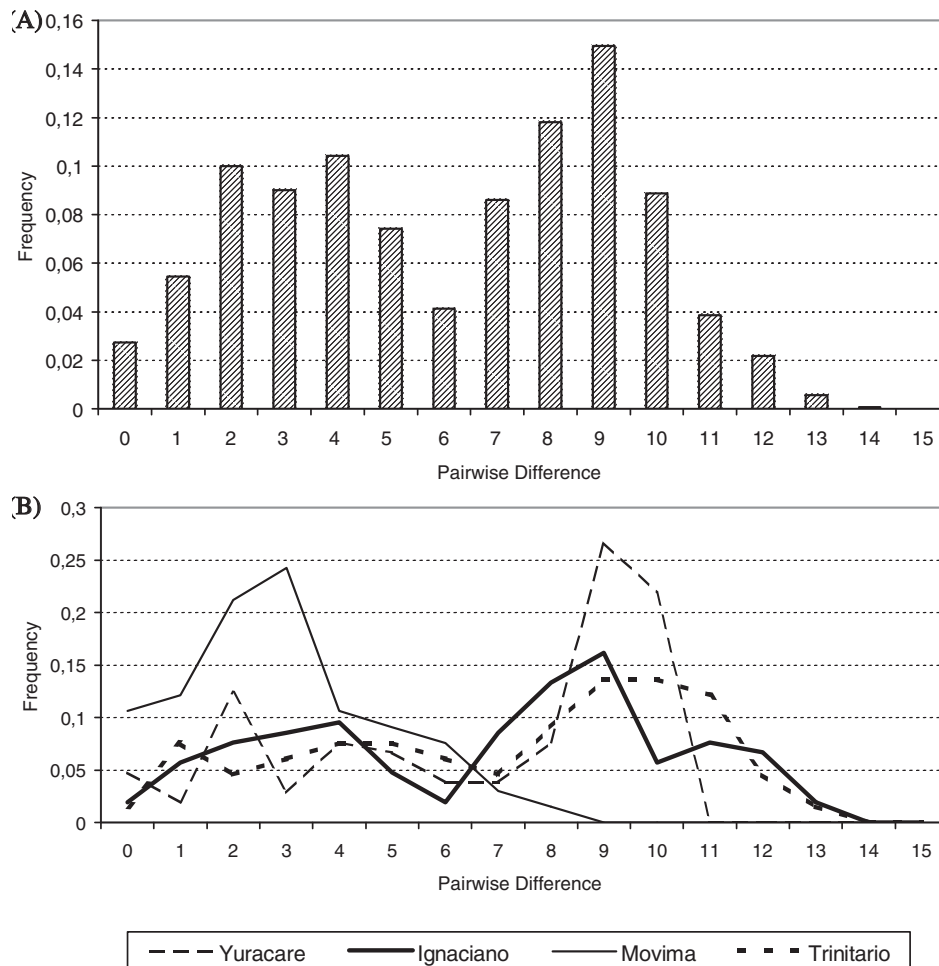 (A)
0,16
0,14
0,12
0,1
0,08
0,06
0,04
0,02
0
Frequency
0 1 2 3 4 5 6 7 8 9 10 11 12 13 14 15
Pairwise Difference
(B)
0,3
0,25
0,2
0,15
0,1
0,05
0
Frequency
0 1 2 3 4 5 6 7 8 9 10 11 12 13 14 15
Pairwise Difference
Yuracare Ignaciano Movima Trinitario